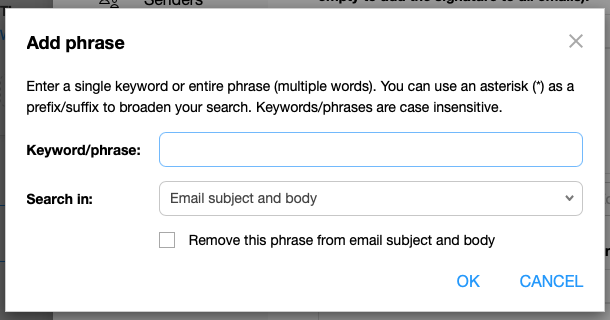 Senders
empty to add the signature to all emails).
Add phrase
Enter a single keyword or entire phrase (multiple words). You can use an asterisk (*) as a
prefix/suffix to broaden your search. Keywords/phrases are case insensitive.
Keyword/phrase:
Search in:
Email subject and body
Remove this phrase from email subject and body
OK CANCEL